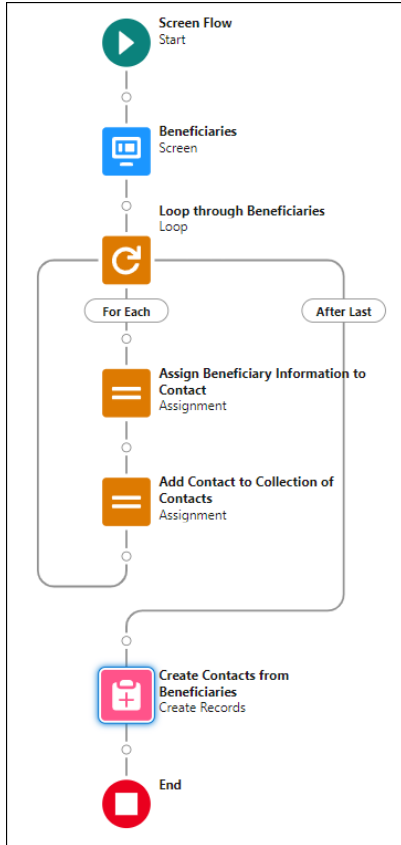 Screen Flow
Start
Beneficiaries
Screen
Loop through Beneficiaries
Loop
For Each
After Last
Assign Beneficiary Information to
Contact
Assignment
Add Contact to Collection of
Contacts
Assignment
Create Contacts from
Beneficiaries
Create Records
End